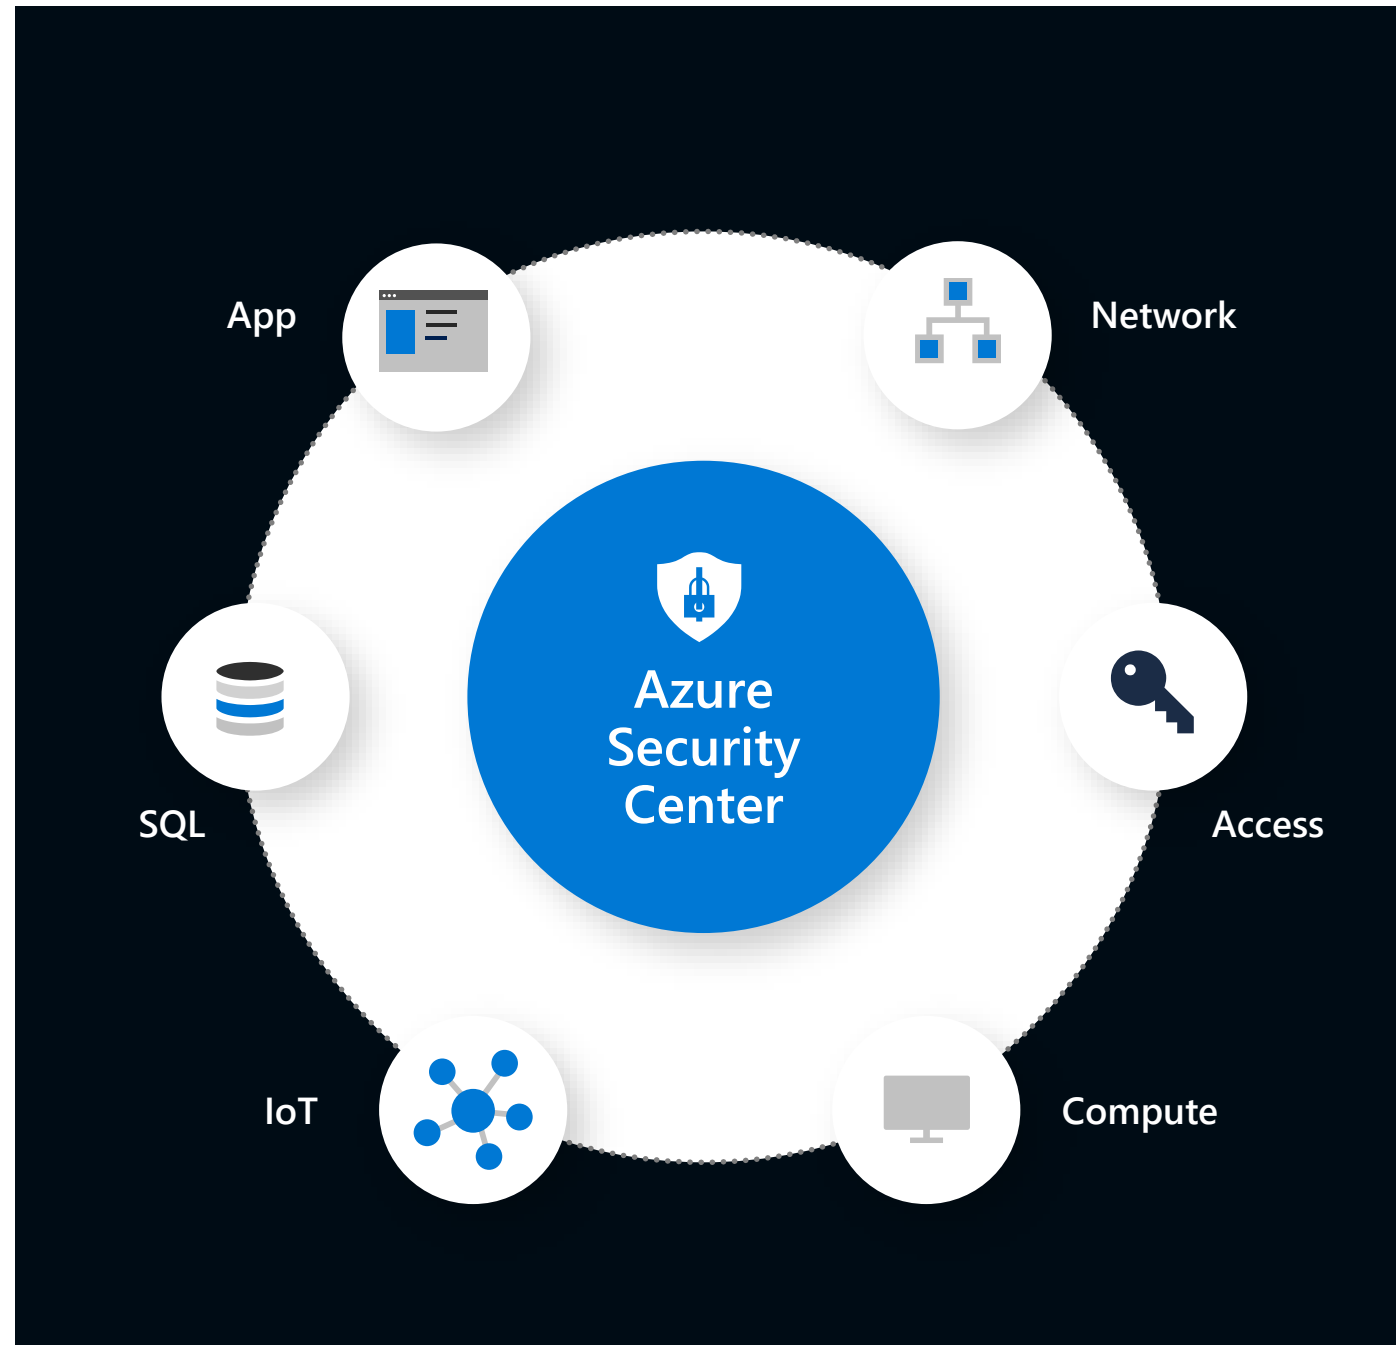 App
Network
Azure
Security
Center
SQL
Access
IoT
Compute